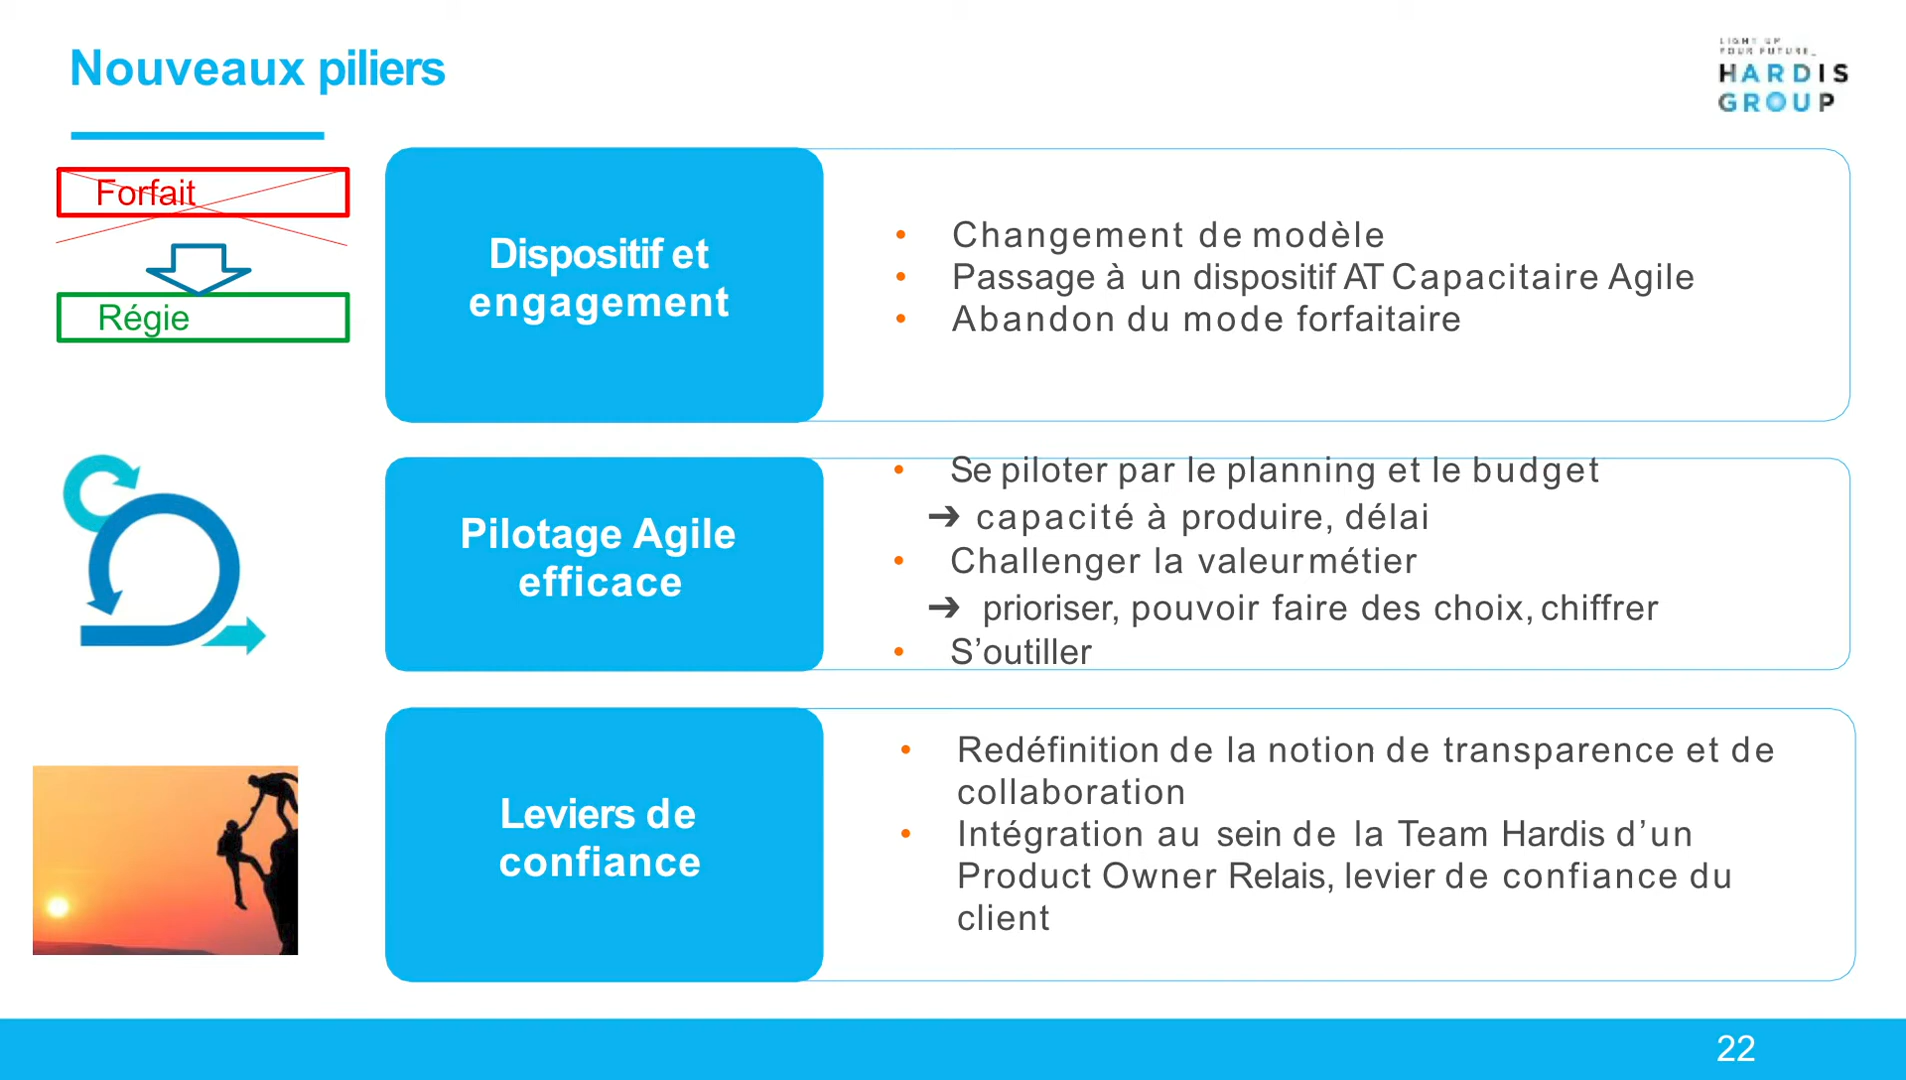 Nouveaux piliers
LIGHT UP
YOUR FUTURE_
HARDIS
GROUP
Forfait
Régie
Dispositif et
engagement
• Changement de modèle
• Passage à un dispositif AT Capacitaire Agile
• Abandon du mode forfaitaire
Pilotage Agile
efficace
• Se piloter par le planning et le budget
➔ capacité à produire, délai
• Challenger la valeur métier
➔ prioriser, pouvoir faire des choix, chiffrer
• S’outiller
Leviers de
confiance
• Redéfinition de la notion de transparence et de
collaboration
• Intégration au sein de la Team Hardis d’un
Product Owner Relais, levier de confiance du
client
22